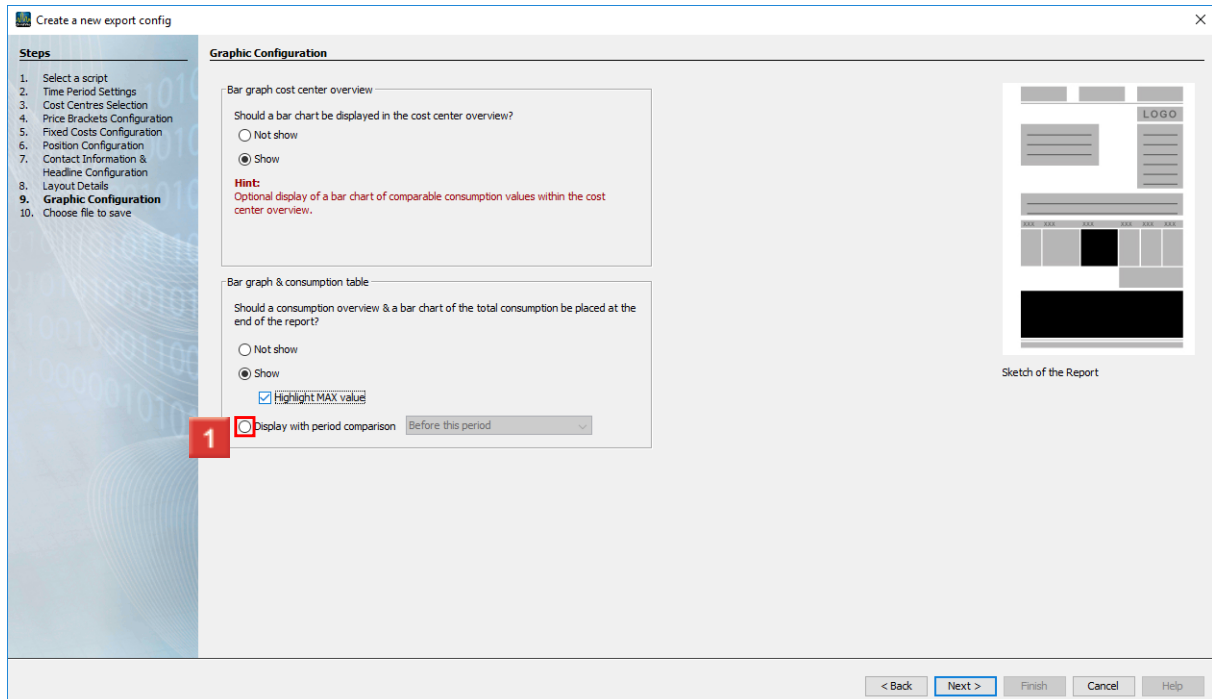 Create a new export config
Steps
1. Select a script
2. Time Period Settings
3. Cost Centres Selection
4. Price Brackets Configuration
5. Fixed Costs Configuration
6. Position Configuration
7. Contact Information &
Headline Configuration
8. Layout Details
9. Graphic Configuration
10. Choose file to save
Graphic Configuration
Bar graph cost center overview
Should a bar chart be displayed in the cost center overview?
Not show
Show
Hint:
Optional display of a bar chart of comparable consumption values within the cost
center overview.
Bar graph & consumption table
Should a consumption overview & a bar chart of the total consumption be placed at the
end of the report?
Not show
Show
Highlight MAX value
1
Display with period comparison Before this period
LOGO
XXX XXX XXX XXX XXX XXX
Sketch of the Report
< Back Next > Finish Cancel Help